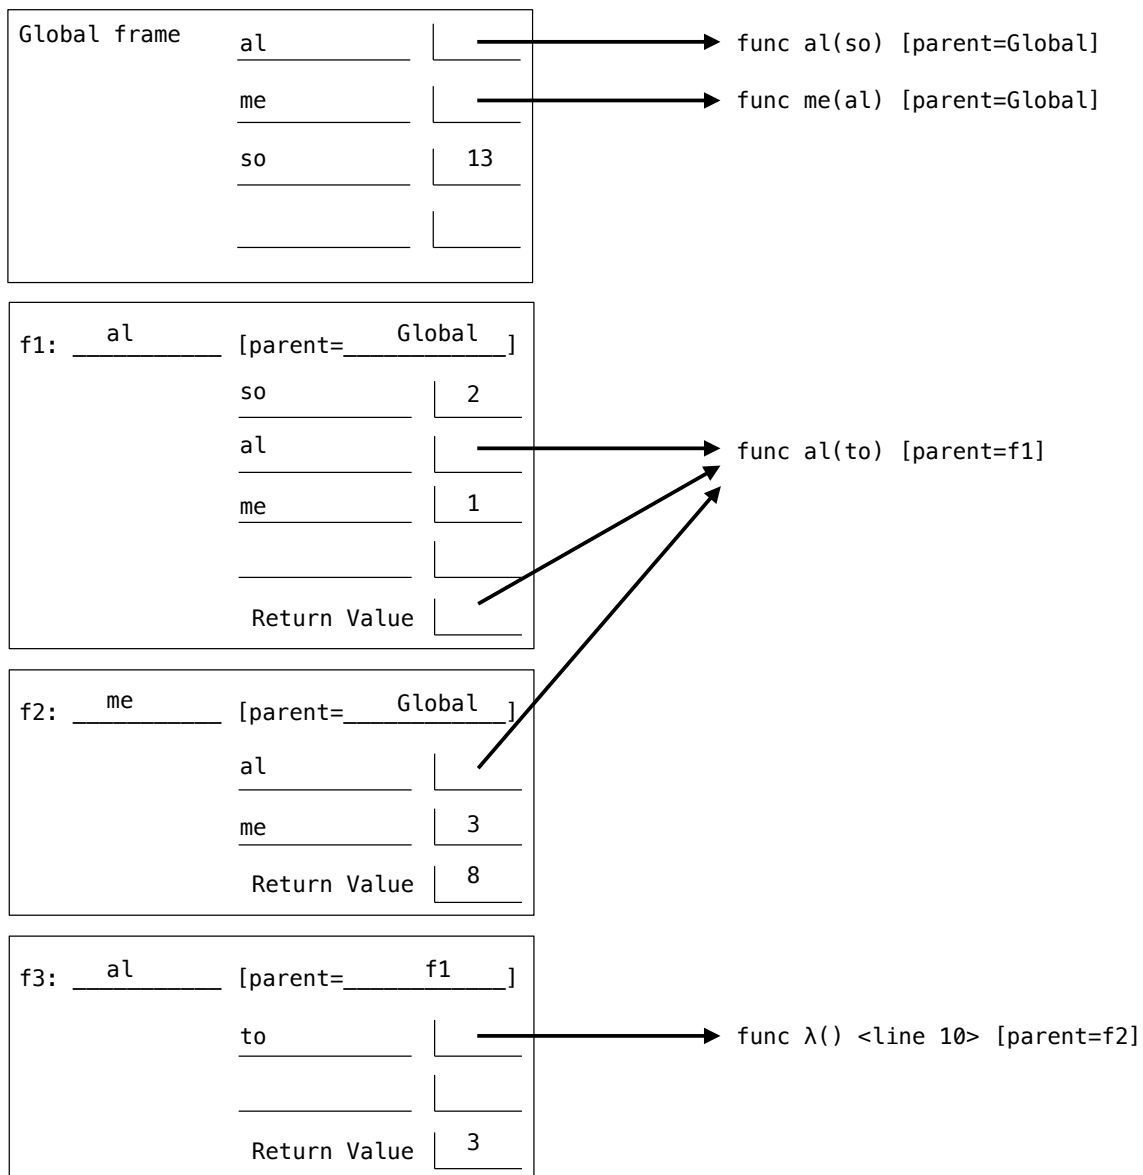 Global frame
al func al(so) [parent=Global]
me func me(al) [parent=Global]
so 13
f1: al [parent=Global]
so 2
al func al(to) [parent=f1]
me 1
Return Value
f2: me [parent=Global]
al
me 3
Return Value 8
f3: al [parent=f1]
to func λ() <line 10> [parent=f2]
Return Value 3